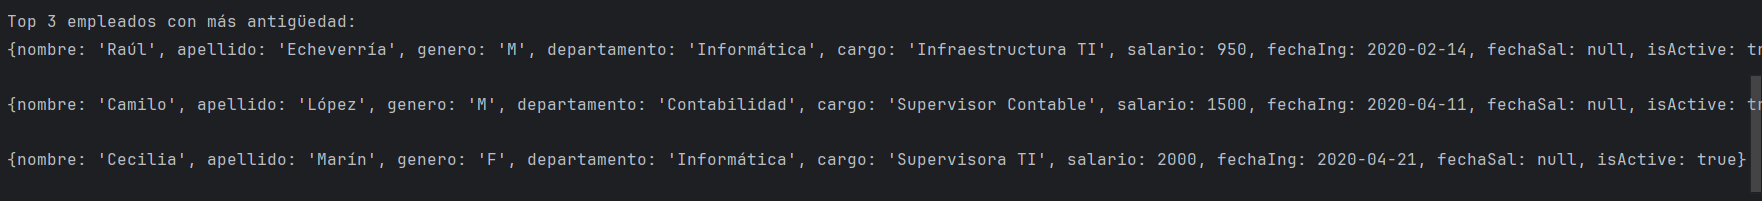 Top 3 empleados con más antigüedad:
{nombre: 'Raúl', apellido: 'Echeverría', genero: 'M', departamento: 'Informática', cargo: 'Infraestructura TI', salario: 950, fechaIng: 2020-02-14, fechaSal: null, isActive:
{nombre: 'Camilo', apellido: 'López', genero: 'M', departamento: 'Contabilidad', cargo: 'Supervisor Contable', salario: 1500, fechaIng: 2020-04-11, fechaSal: null, isActive:
{nombre: 'Cecilia', apellido: 'Marín', genero: 'F', departamento: 'Informática', cargo: 'Supervisora TI', salario: 2000, fechaIng: 2020-04-21, fechaSal: null, isActive: true}